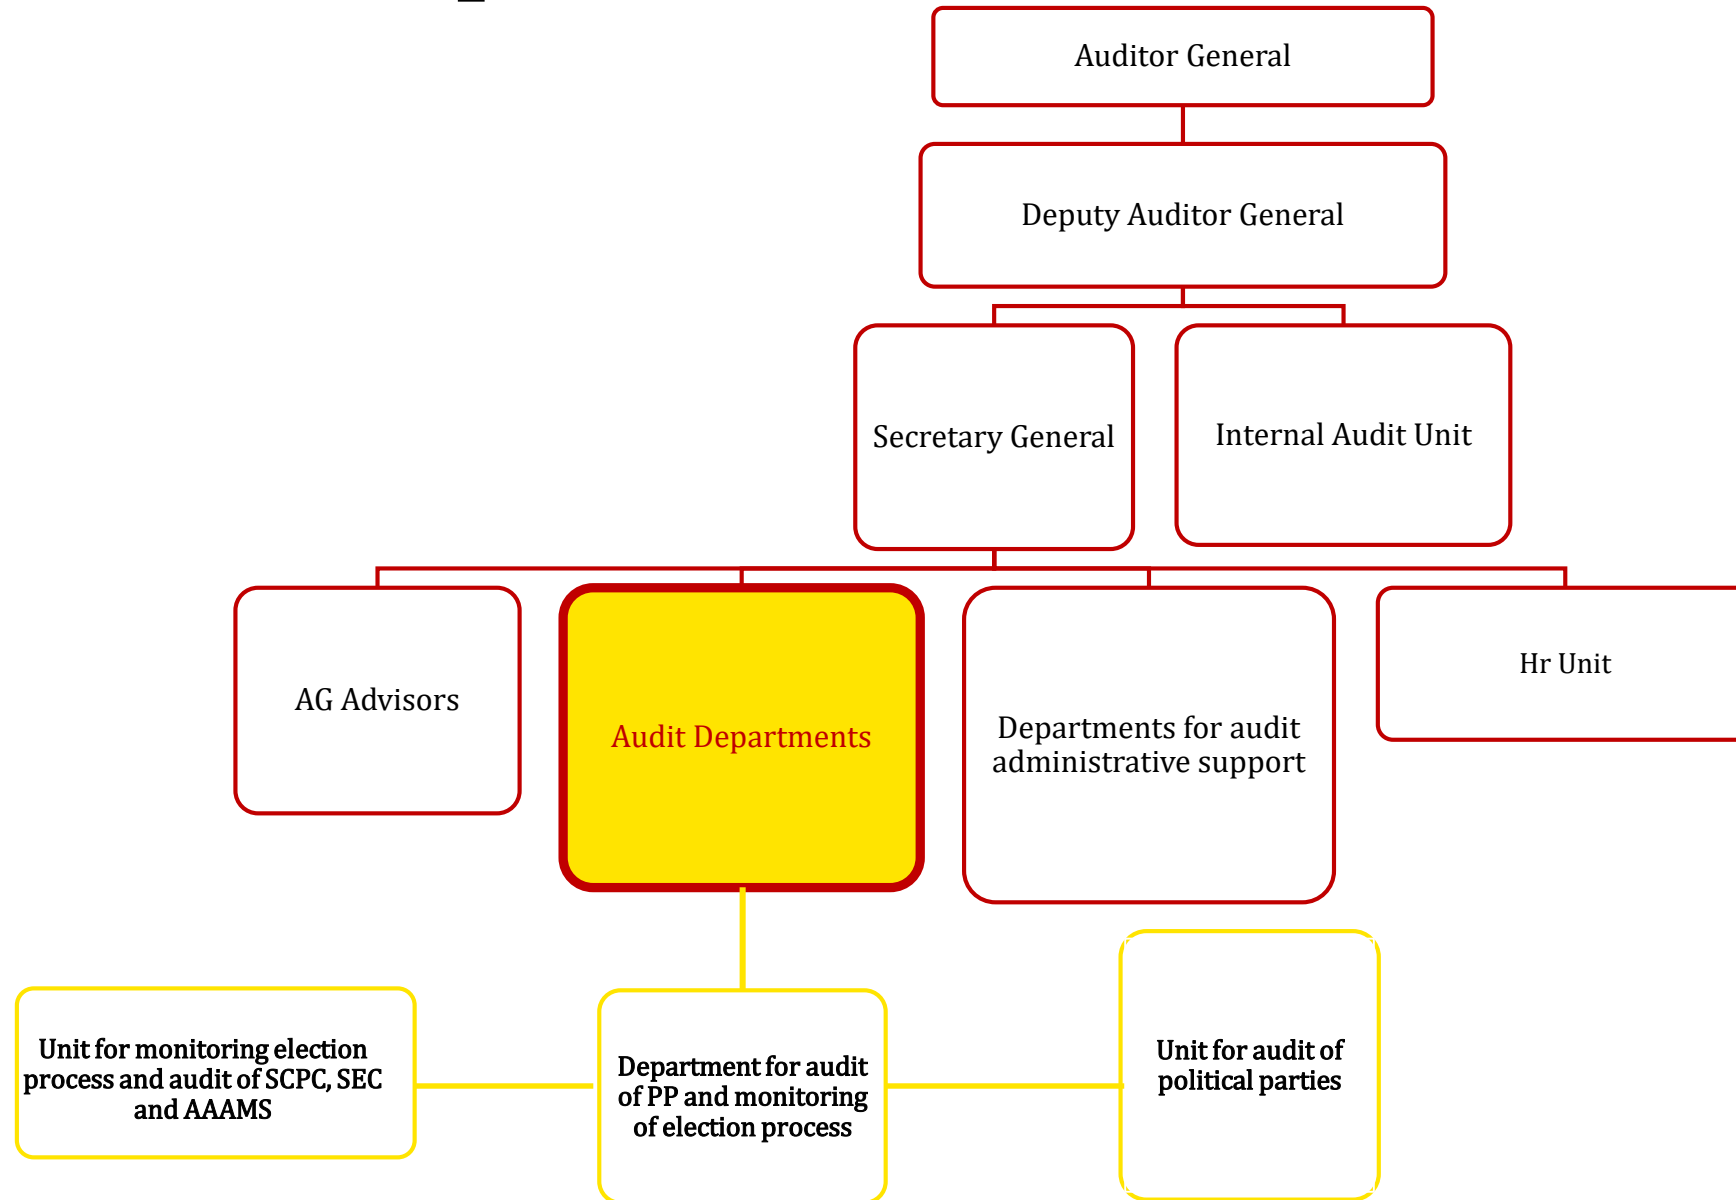 Auditor General
Deputy Auditor General
Secretary General
Internal Audit Unit
AG Advisors
Audit Departments
Departments for audit
administrative support
Hr Unit
Unit for monitoring election
process and audit of SCPC, SEC
and AAAMS
Department for audit
of PP and monitoring
of election process
Unit for audit of
political parties